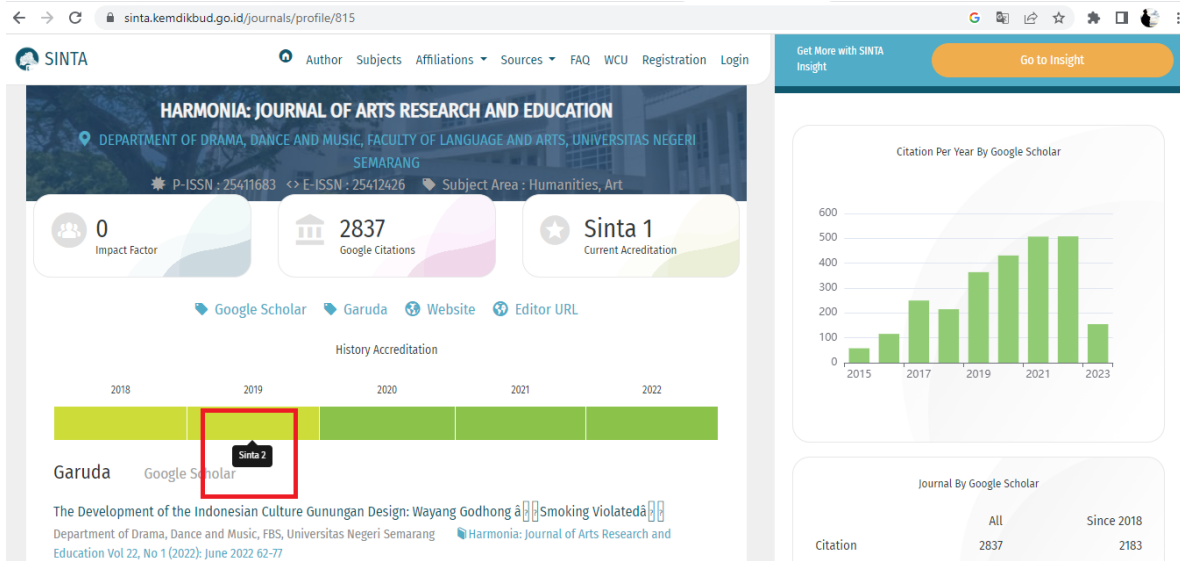 sinta.kemdikbud.go.id/journals/profile/815
SINTA
Author Subjects Affiliations Sources FAQ WCU Registration Login
Get More with SINTA
Insight
Go to Insight
HARMONIA: JOURNAL OF ARTS RESEARCH AND EDUCATION
DEPARTMENT OF DRAMA, DANCE AND MUSIC, FACULTY OF LANGUAGE AND ARTS, UNIVERSITAS NEGERI
SEMARANG
P-ISSN : 25411683 <> E-ISSN : 25412426 Subject Area : Humanities, Art
0
Impact Factor
2837
Google Citations
Sinta 1
Current Acreditation
Google Scholar Garuda Website Editor URL
History Accreditation
2018 2019 2020 2021 2022
Sinta 2
Garuda Google Scholar
The Development of the Indonesian Culture Gunungan Design: Wayang Godhong â Smoking Violatedâ
Department of Drama, Dance and Music, FBS, Universitas Negeri Semarang Harmonia: Journal of Arts Research and
Education Vol 22, No 1 (2022): June 2022 62-77
Citation Per Year By Google Scholar
600
500
400
300
200
100
0
2015 2017 2019 2021 2023
Journal By Google Scholar
All Since 2018
Citation 2837 2183